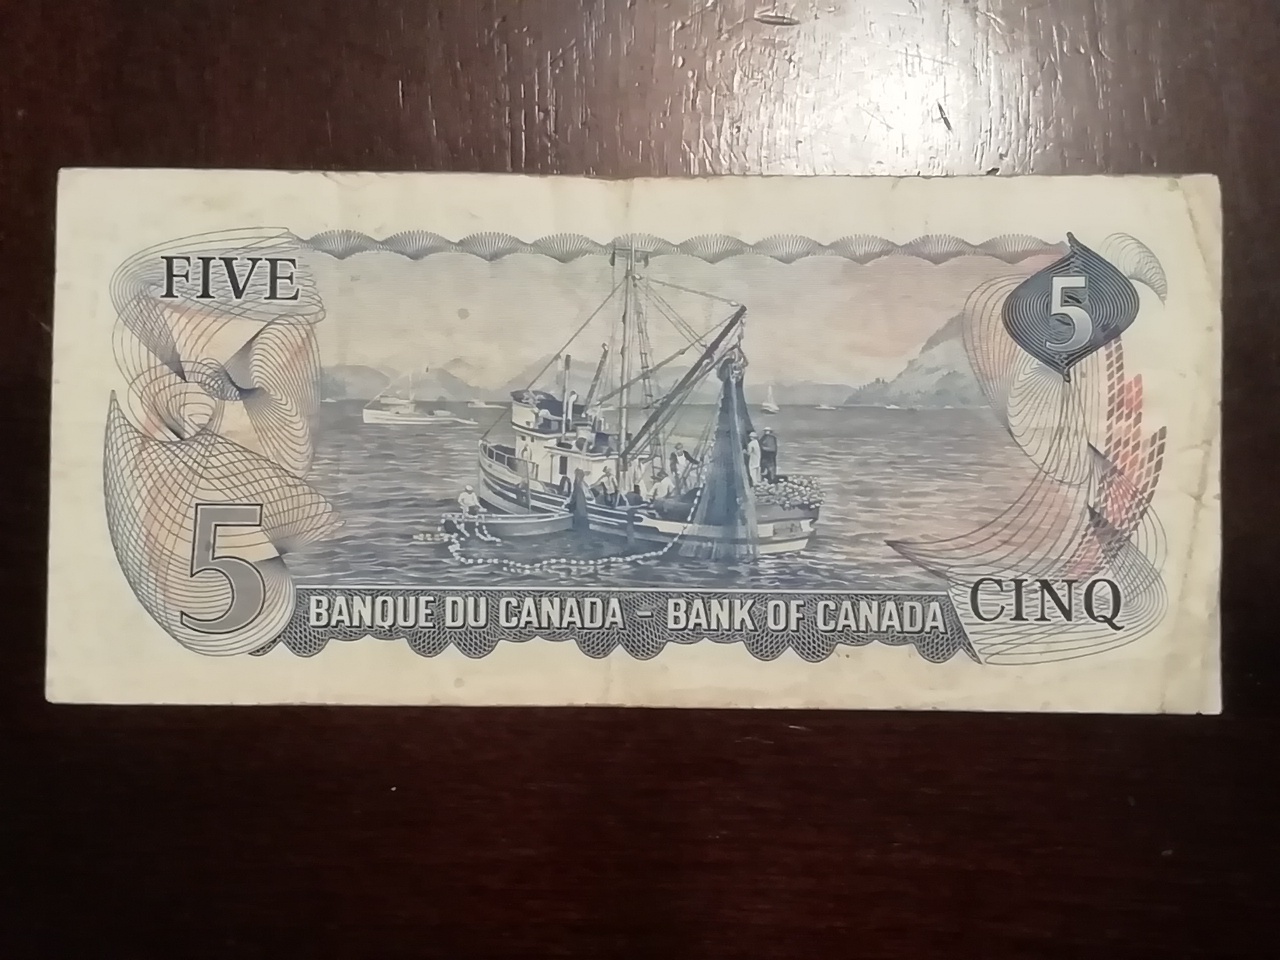 FIVE
5
5
BANQUE DU CANADA – BANK OF CANADA
CINQ